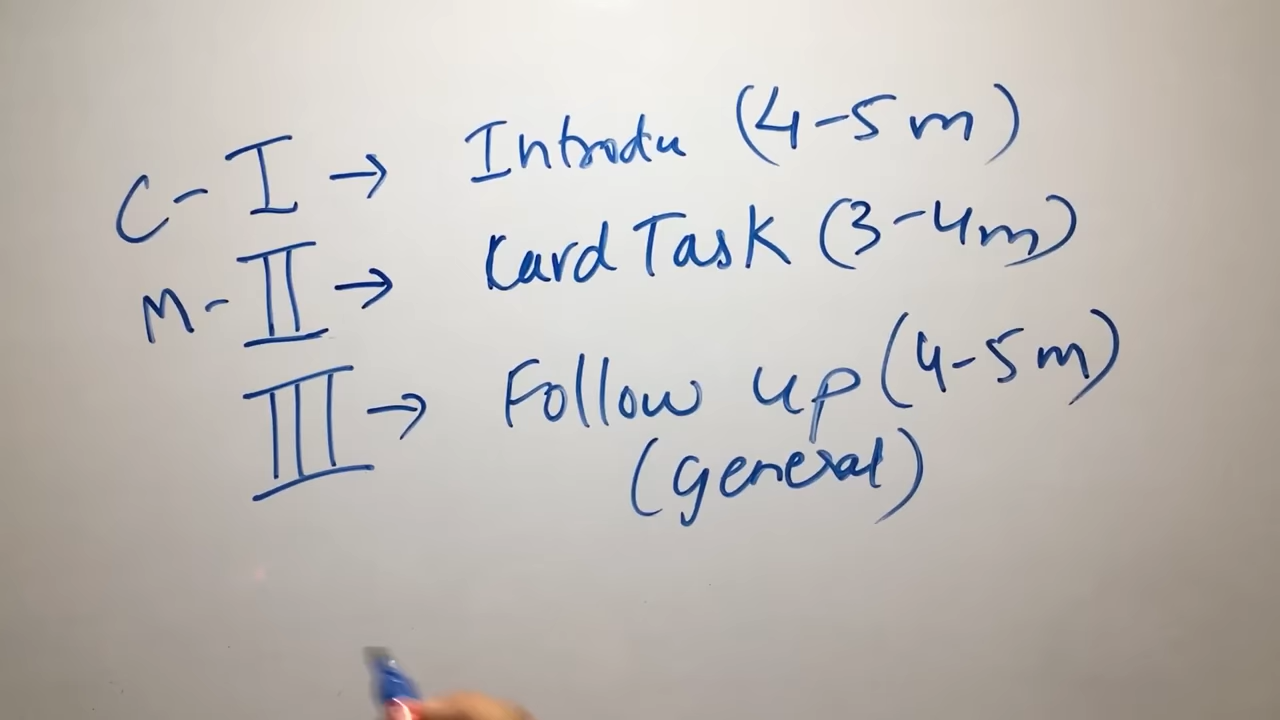 C - I → Introdu (4-5m)
M - II → Card Task (3-4m)
III → Follow up (4-5m)
(general)